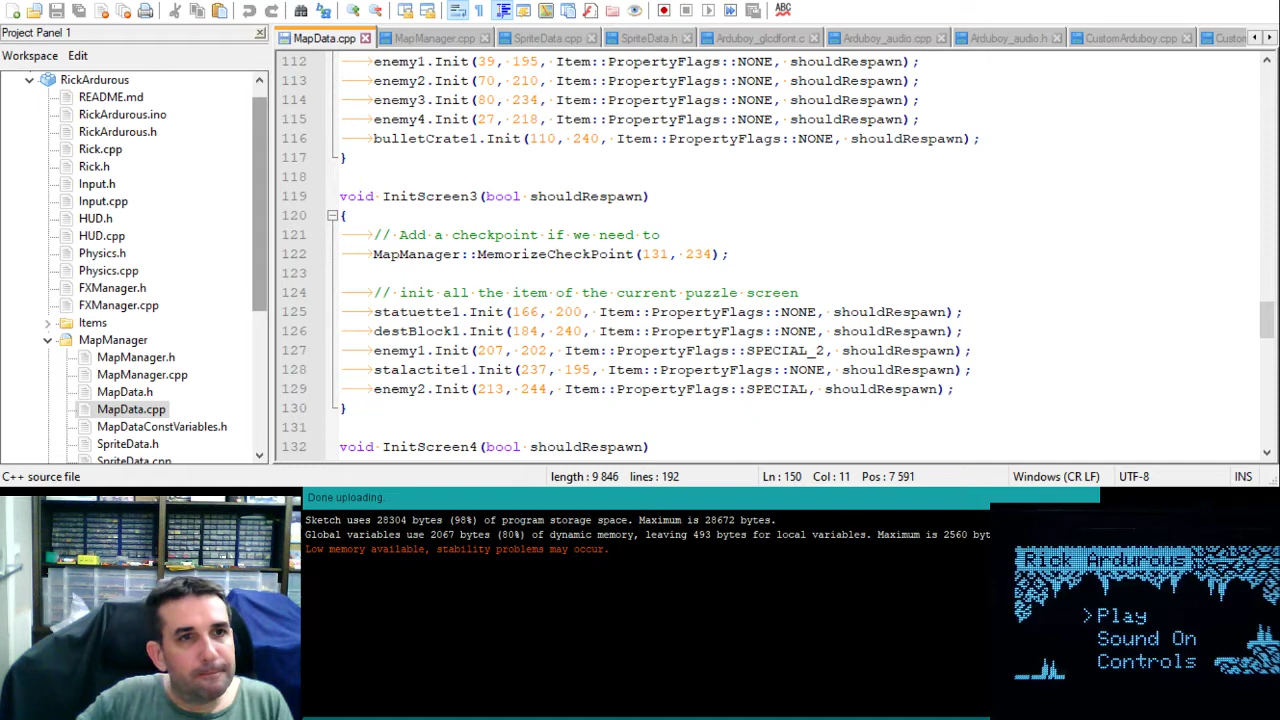 Project Panel 1
MapData.cpp
MapManager.cpp
SpriteData.cpp
SpriteData.h
Arduboy_glcdfont.c
Arduboy_audio.cpp
Arduboy_audio.h
CustomArduboy.cpp
Custom
Workspace
Edit
RickArdurous
README.md
RickArdurous.ino
RickArdurous.h
Rick.cpp
Rick.h
Input.h
Input.cpp
HUD.h
HUD.cpp
Physics.h
Physics.cpp
FXManager.h
FXManager.cpp
Items
MapManager
MapManager.h
MapManager.cpp
MapData.h
MapData.cpp
MapDataConstVariables.h
SpriteData.h
SpriteData.cpp
112 enemy1.Init(39, 195, Item::PropertyFlags::NONE, shouldRespawn);
113 enemy2.Init(70, 210, Item::PropertyFlags::NONE, shouldRespawn);
114 enemy3.Init(80, 234, Item::PropertyFlags::NONE, shouldRespawn);
115 enemy4.Init(27, 218, Item::PropertyFlags::NONE, shouldRespawn);
116 bulletCrate1.Init(110, 240, Item::PropertyFlags::NONE, shouldRespawn);
117 }
118
119 void InitScreen3(bool shouldRespawn)
120 {
121 // Add a checkpoint if we need to
122 MapManager::MemorizeCheckPoint(131, 234);
123
124 // init all the item of the current puzzle screen
125 statuette1.Init(166, 200, Item::PropertyFlags::NONE, shouldRespawn);
126 destBlock1.Init(184, 240, Item::PropertyFlags::NONE, shouldRespawn);
127 enemy1.Init(207, 202, Item::PropertyFlags::SPECIAL_2, shouldRespawn);
128 stalactite1.Init(237, 195, Item::PropertyFlags::NONE, shouldRespawn);
129 enemy2.Init(213, 244, Item::PropertyFlags::SPECIAL, shouldRespawn);
130 }
131
132 void InitScreen4(bool shouldRespawn)
C++ source file
length : 9 846 lines : 192
Ln : 150 Col : 11 Pos : 7 591
Windows (CR LF)
UTF-8
INS
Done uploading.
Sketch uses 28304 bytes (98%) of program storage space. Maximum is 28672 bytes.
Global variables use 2067 bytes (80%) of dynamic memory, leaving 493 bytes for local variables. Maximum is 2560 byt
Low memory available, stability problems may occur.
Rick Ardurous
>Play
Sound On
Controls